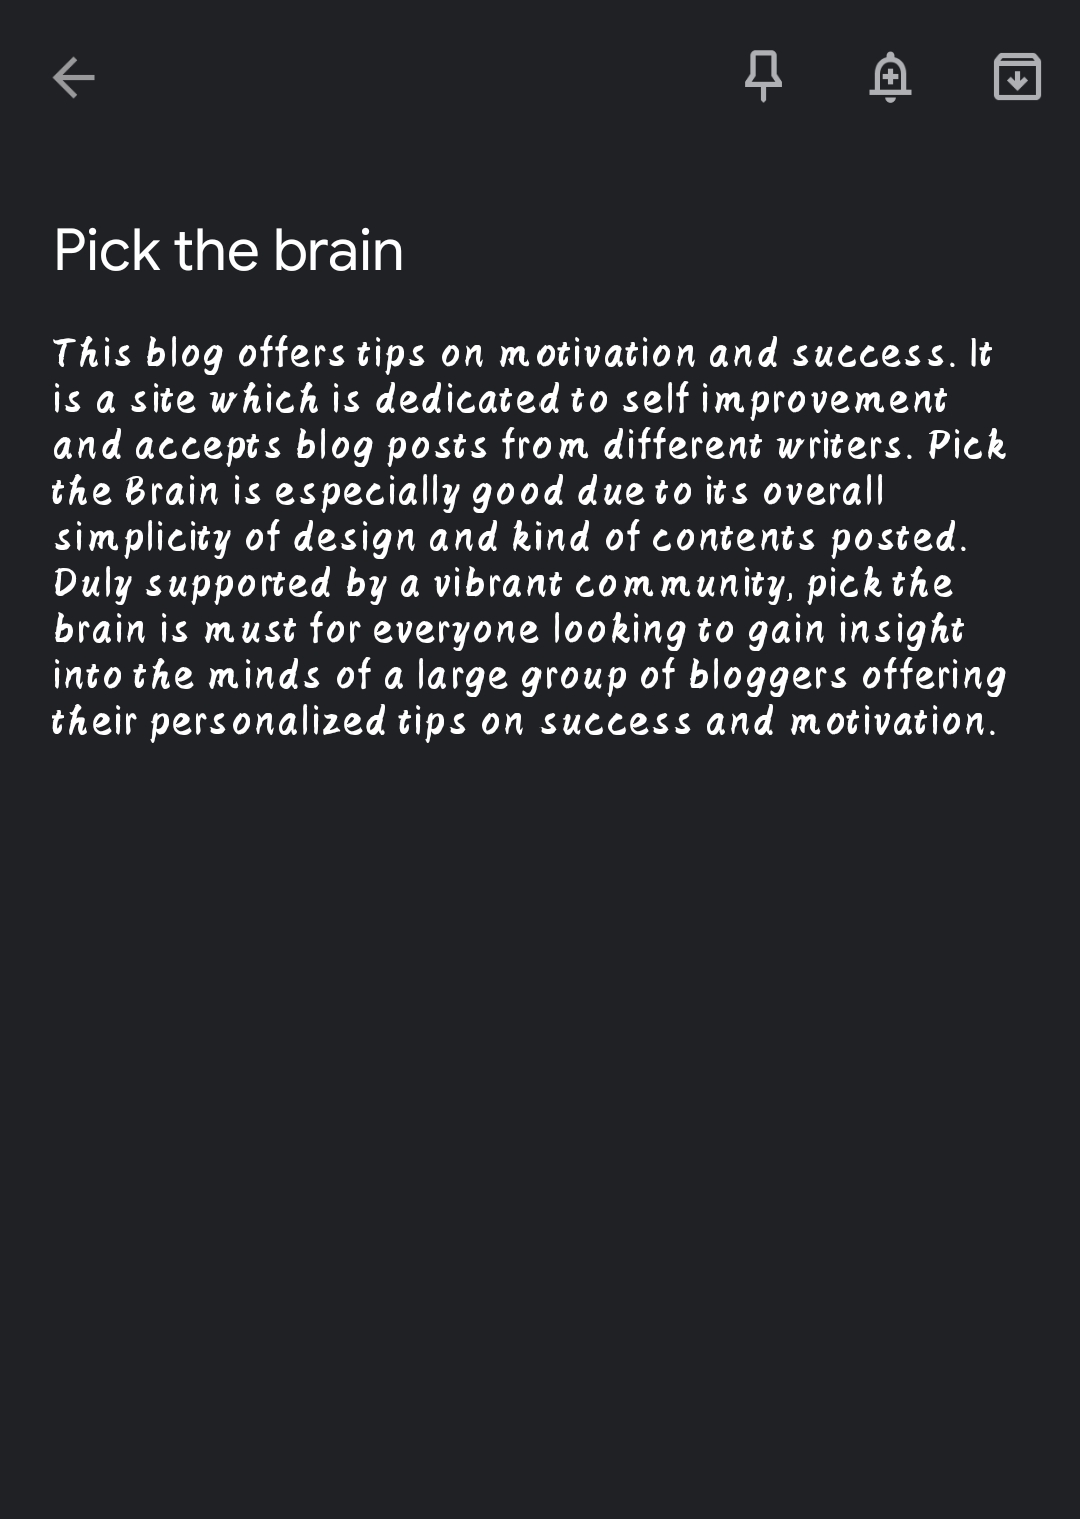 Pick the brain
This blog offers tips on motivation and success. It
is a site which is dedicated to self improvement
and accepts blog posts from different writers. Pick
the Brain is especially good due to its overall
simplicity of design and kind of contents posted.
Duly supported by a vibrant community, pick the
brain is must for everyone looking to gain insight
into the minds of a large group of bloggers offering
their personalized tips on success and motivation.